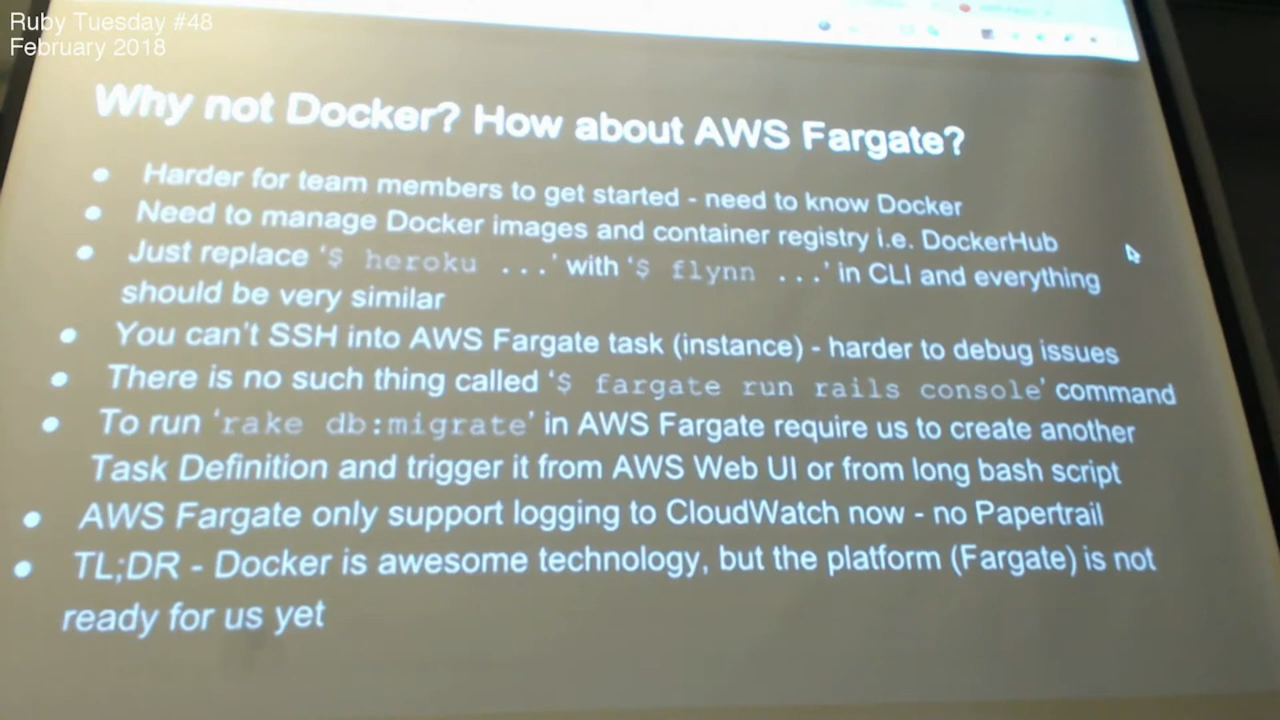 Ruby Tuesday #48
February 2018
Why not Docker? How about AWS Fargate?
● Harder for team members to get started - need to know Docker
● Need to manage Docker images and container registry i.e. DockerHub
● Just replace ‘$ heroku ...’ with ‘$ flynn ...’ in CLI and everything
should be very similar
● You can't SSH into AWS Fargate task (instance) - harder to debug issues
● There is no such thing called ‘$ fargate run rails console’ command
● To run ‘rake db:migrate’ in AWS Fargate require us to create another
Task Definition and trigger it from AWS Web UI or from long bash script
● AWS Fargate only support logging to CloudWatch now - no Papertrail
● TL;DR - Docker is awesome technology, but the platform (Fargate) is not
ready for us yet